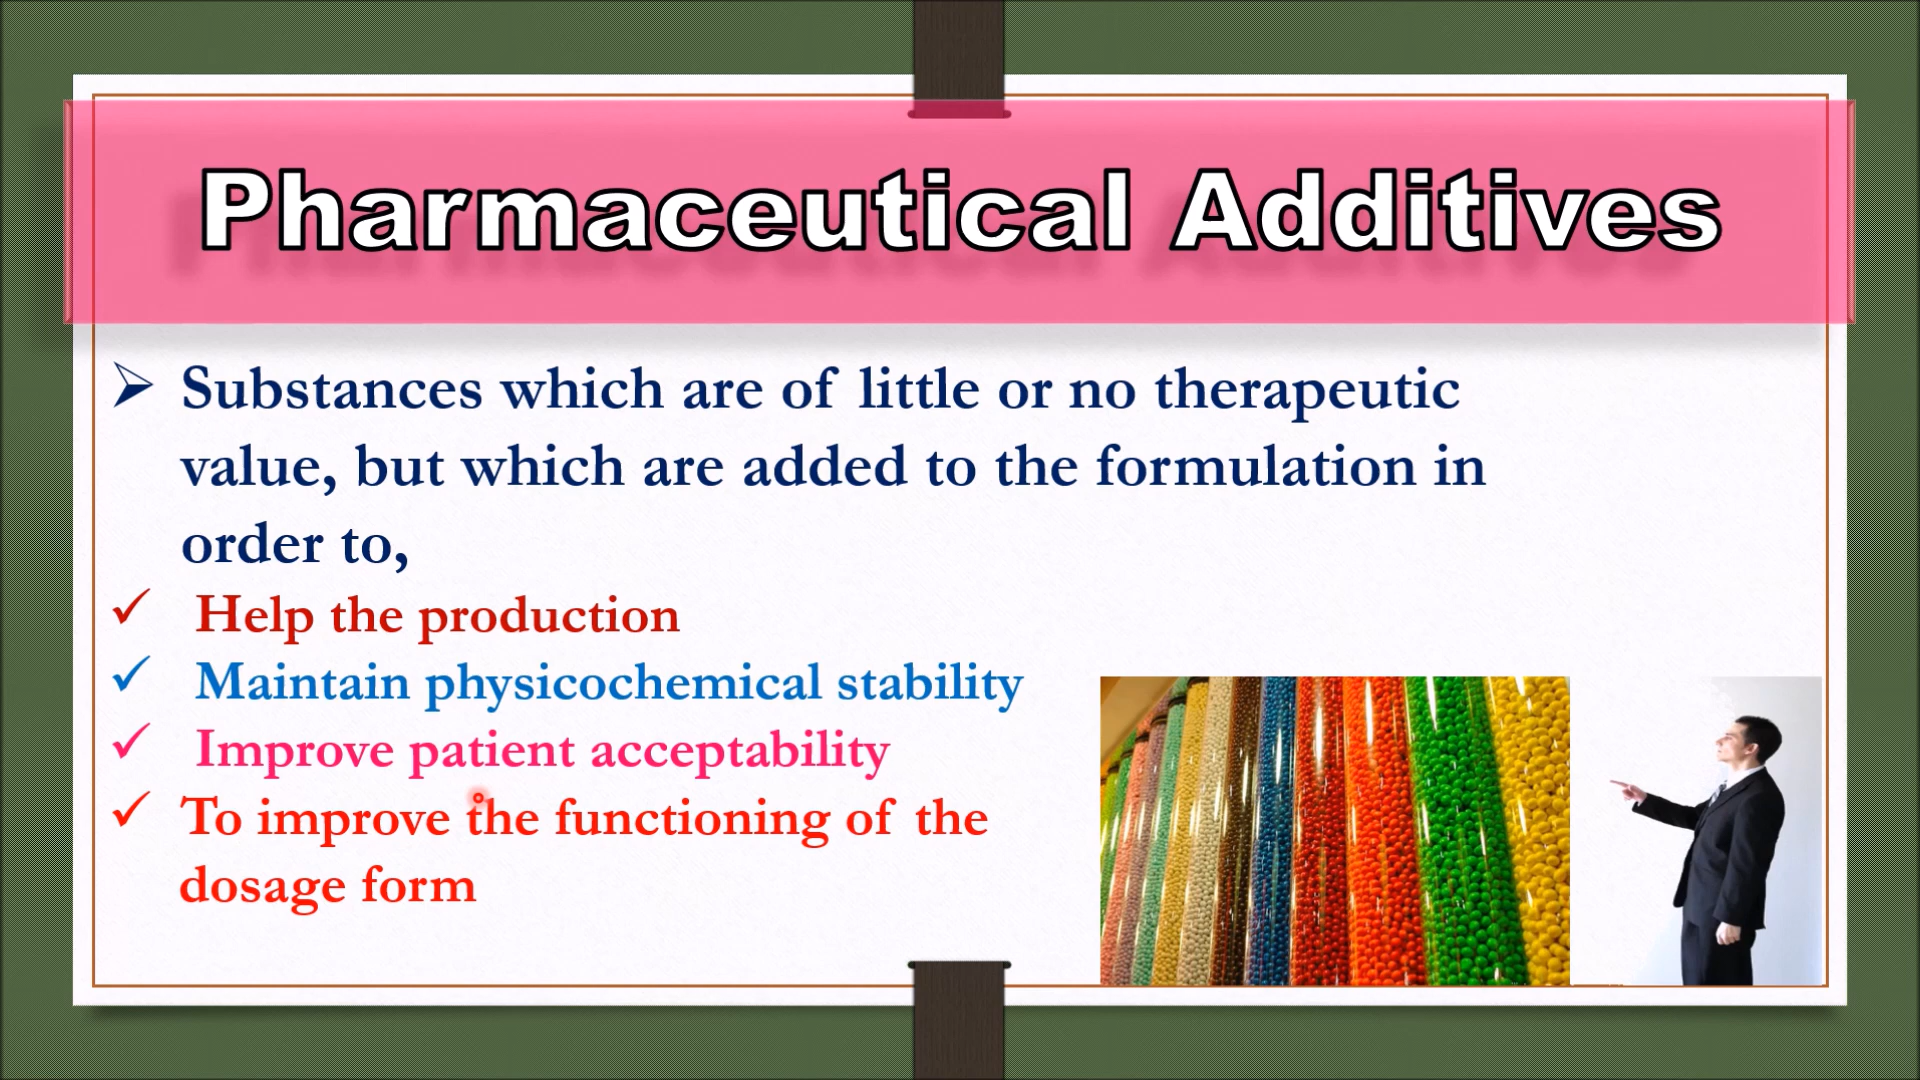 Pharmaceutical Additives
Substances which are of little or no therapeutic
value, but which are added to the formulation in
order to,
Help the production
Maintain physicochemical stability
Improve patient acceptability
To improve the functioning of the
dosage form